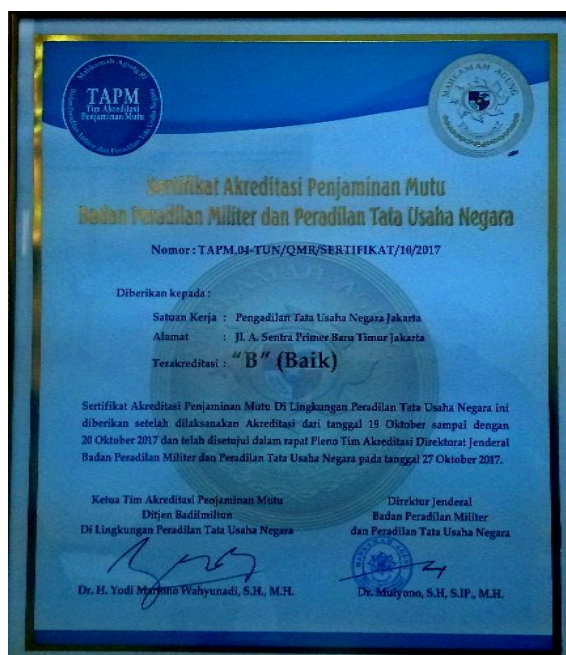 Mahkamah Agung RI
TAPM
Tim Akreditasi
Penjaminan Mutu
MAHKAMAH AGUNG
Sertifikat Akreditasi Penjaminan Mutu
Badan Peradilan Militer dan Peradilan Tata Usaha Negara
Nomor : TAPM.04-TUN/QMR/SERTIFIKAT/10/2017
Diberikan kepada :
Satuan Kerja : Pengadilan Tata Usaha Negara Jakarta
Alamat : Jl. A. Sentra Primer Baru Timur Jakarta
Terakreditasi : "B" (Baik)
Sertifikat Akreditasi Penjaminan Mutu Di Lingkungan Peradilan Tata Usaha Negara ini
diberikan setelah dilaksanakan Akreditasi dari tanggal 19 Oktober sampai dengan
20 Oktober 2017 dan telah disetujui dalam rapat Pleno Tim Akreditasi Direktorat Jenderal
Badan Peradilan Militer dan Peradilan Tata Usaha Negara pada tanggal 27 Oktober 2017.
Ketua Tim Akreditasi Penjaminan Mutu
Ditjen Badilmiltun
Di Lingkungan Peradilan Tata Usaha Negara
Dr. H. Yodi Martono Wahyunadi, S.H., M.H.
Direktur Jenderal
Badan Peradilan Militer
dan Peradilan Tata Usaha Negara
Dr. Mulyono, S.H, S.IP., M.H.